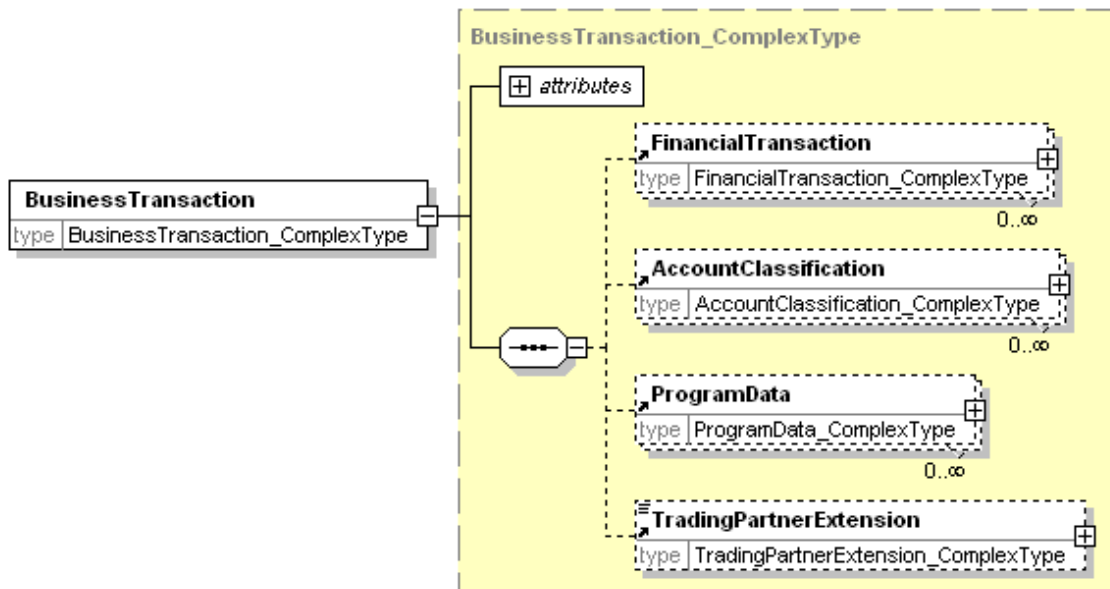 BusinessTransaction_ComplexType
attributes
FinancialTransaction
type FinancialTransaction_ComplexType
0..∞
BusinessTransaction
type BusinessTransaction_ComplexType
AccountClassification
type AccountClassification_ComplexType
0..∞
ProgramData
type ProgramData_ComplexType
0..∞
TradingPartnerExtension
type TradingPartnerExtension_ComplexType